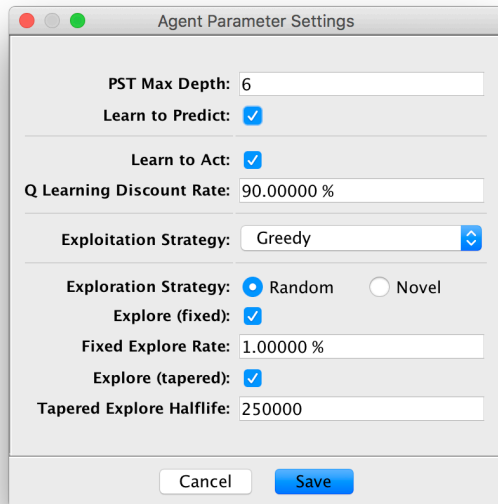 Agent Parameter Settings
PST Max Depth: 6
Learn to Predict:
Learn to Act:
Q Learning Discount Rate: 90.00000 %
Exploitation Strategy: Greedy
Exploration Strategy: Random Novel
Explore (fixed):
Fixed Explore Rate: 1.00000 %
Explore (tapered):
Tapered Explore Halflife: 250000
Cancel Save